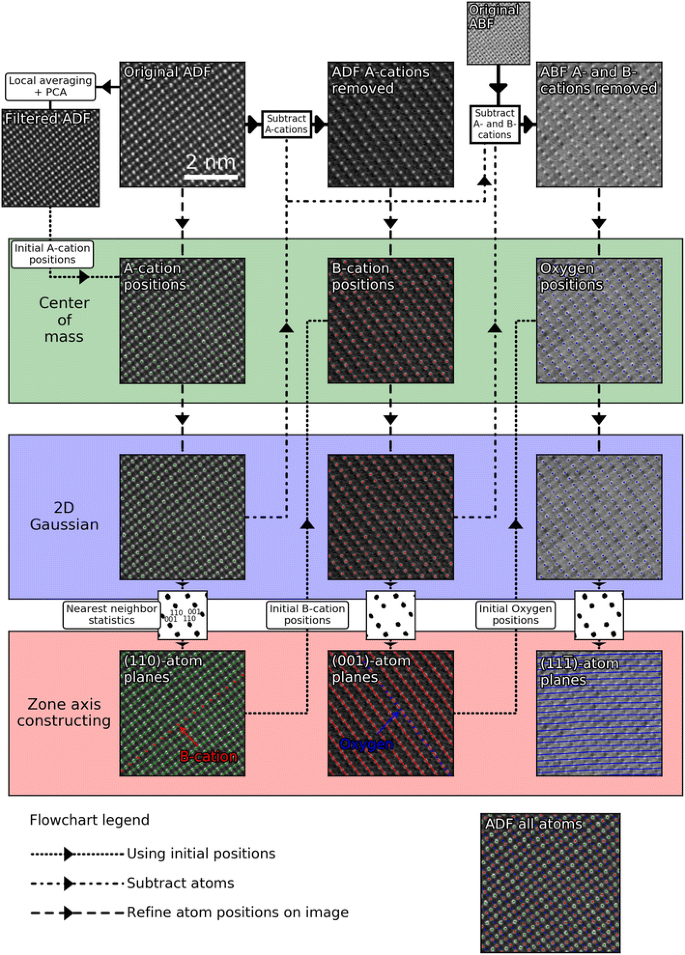 Original
ABF
Local averaging
+ PCA
Original ADF
ADF A-cations
removed
ABF A- and B-
cations removed
Filtered ADF
Subtract
A-cations
Subtract
A- and B-
cations
2 nm
Initial A-cation
positions
A-cation
positions
B-cation
positions
Oxygen
positions
Center
of
mass
2D
Gaussian
Nearest neighbor
statistics
110
001
001
110
Initial B-cation
positions
Initial Oxygen
positions
Zone axis
constructing
(110)-atom
planes
B-cation
(001)-atom
planes
Oxygen
(111)-atom
planes
Flowchart legend
Using initial positions
Subtract atoms
Refine atom positions on image
ADF all atoms